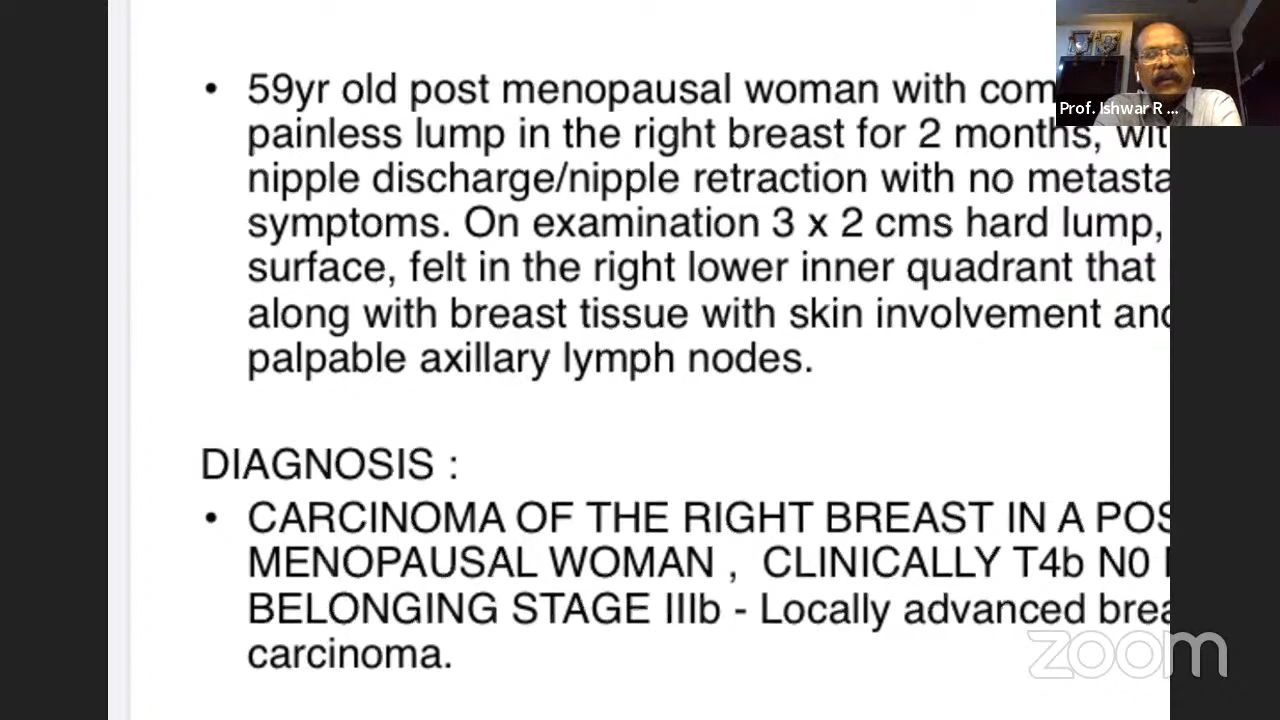 • 59yr old post menopausal woman with com
painless lump in the right breast for 2 months,
nipple discharge/nipple retraction with no metasta
symptoms. On examination 3 x 2 cms hard lump,
surface, felt in the right lower inner quadrant that
along with breast tissue with skin involvement and
palpable axillary lymph nodes.
DIAGNOSIS :
• CARCINOMA OF THE RIGHT BREAST IN A POS
MENOPAUSAL WOMAN , CLINICALLY T4b N0
BELONGING STAGE IIIb - Locally advanced brea
carcinoma.
Prof. Ishwar R ...
zoom